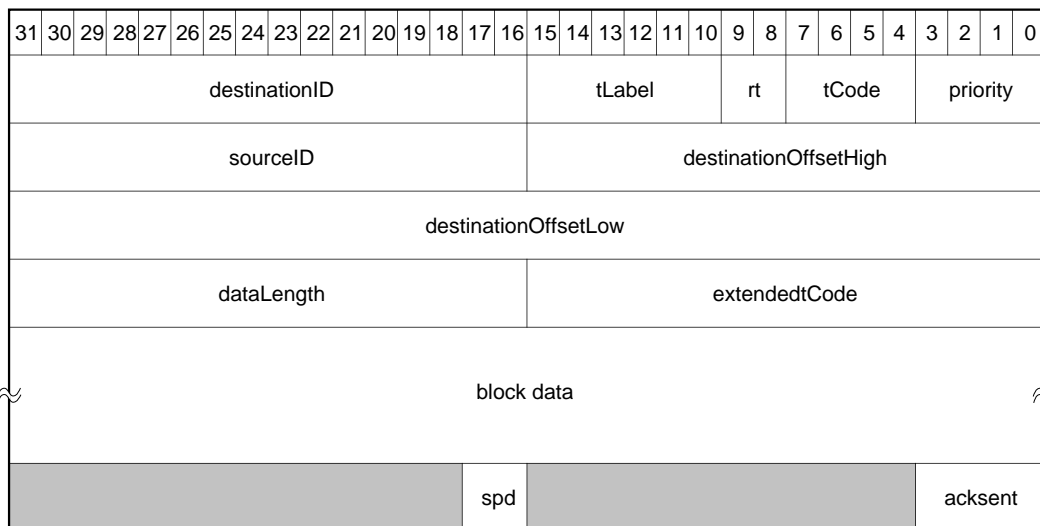 31 30 29 28 27 26 25 24 23 22 21 20 19 18 17 16 15 14 13 12 11 10 9 8 7 6 5 4 3 2 1 0
destinationID tLabel rt tCode priority
sourceID destinationOffsetHigh
destinationOffsetLow
dataLength extendedtCode
block data
spd acksent